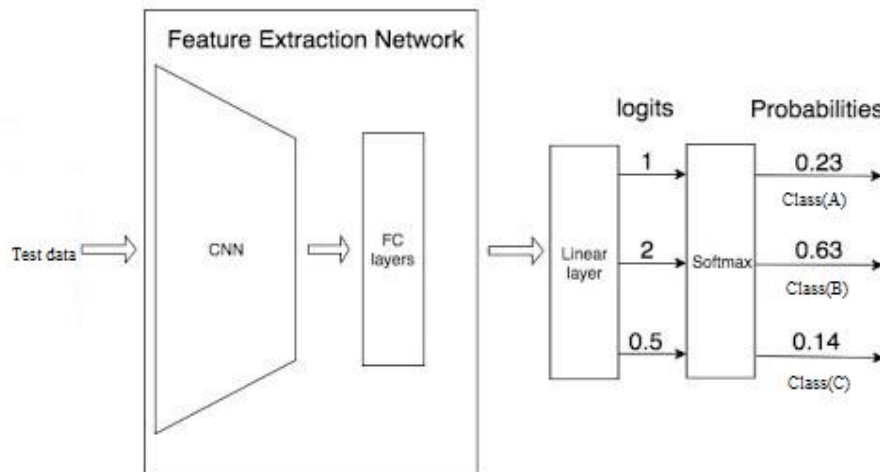 Feature Extraction Network
logits
Probabilities
1
0.23
Class(A)
Test data
CNN
FC
layers
Linear
layer
2
Softmax
0.63
Class(B)
0.5
0.14
Class(C)